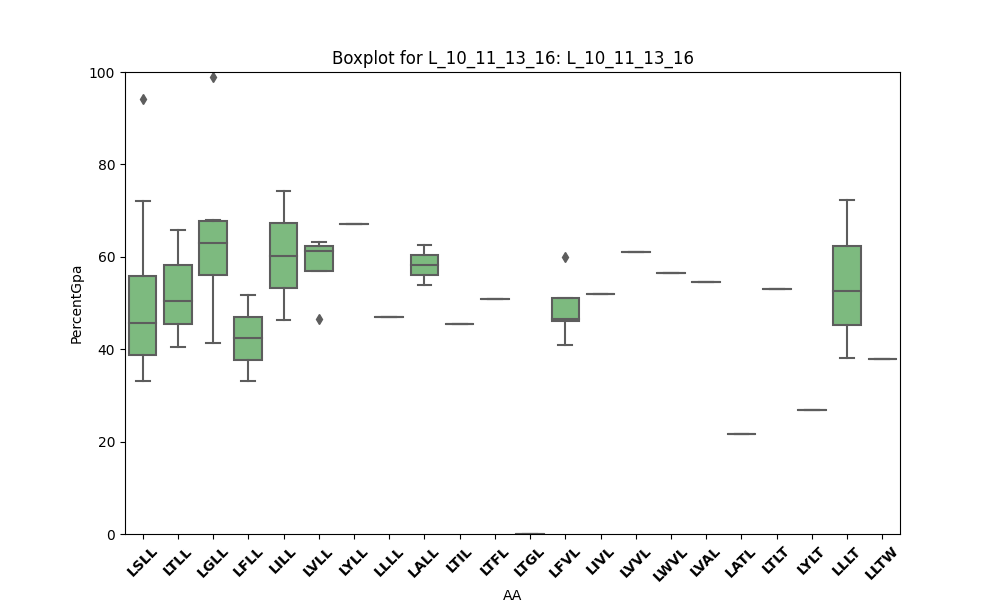 Boxplot for L_10_11_13_16: L_10_11_13_16
PercentGpa
100
80
60
40
20
0
LSLL
LTLL
LGLL
LFLL
LILL
LVLL
LYLL
LLLL
LALL
LTIL
LTFL
LTGL
LFVL
LIVL
LVVL
LWVL
LVAL
LATL
LTLT
LYLT
LLLT
LLTW
AA